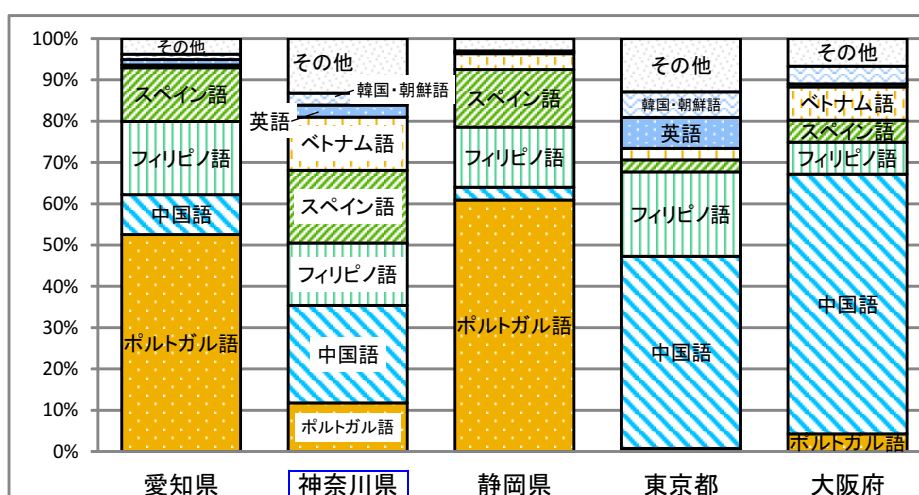 100%
90%
80%
70%
60%
50%
40%
30%
20%
10%
0%
その他
スペイン語
フィリピノ語
中国語
ポルトガル語
愛知県
その他
韓国・朝鮮語
英語
ベトナム語
スペイン語
フィリピノ語
中国語
ポルトガル語
神奈川県
スペイン語
フィリピノ語
ポルトガル語
静岡県
その他
韓国・朝鮮語
英語
フィリピノ語
中国語
東京都
その他
ベトナム語
スペイン語
フィリピノ語
中国語
ポルトガル語
大阪府